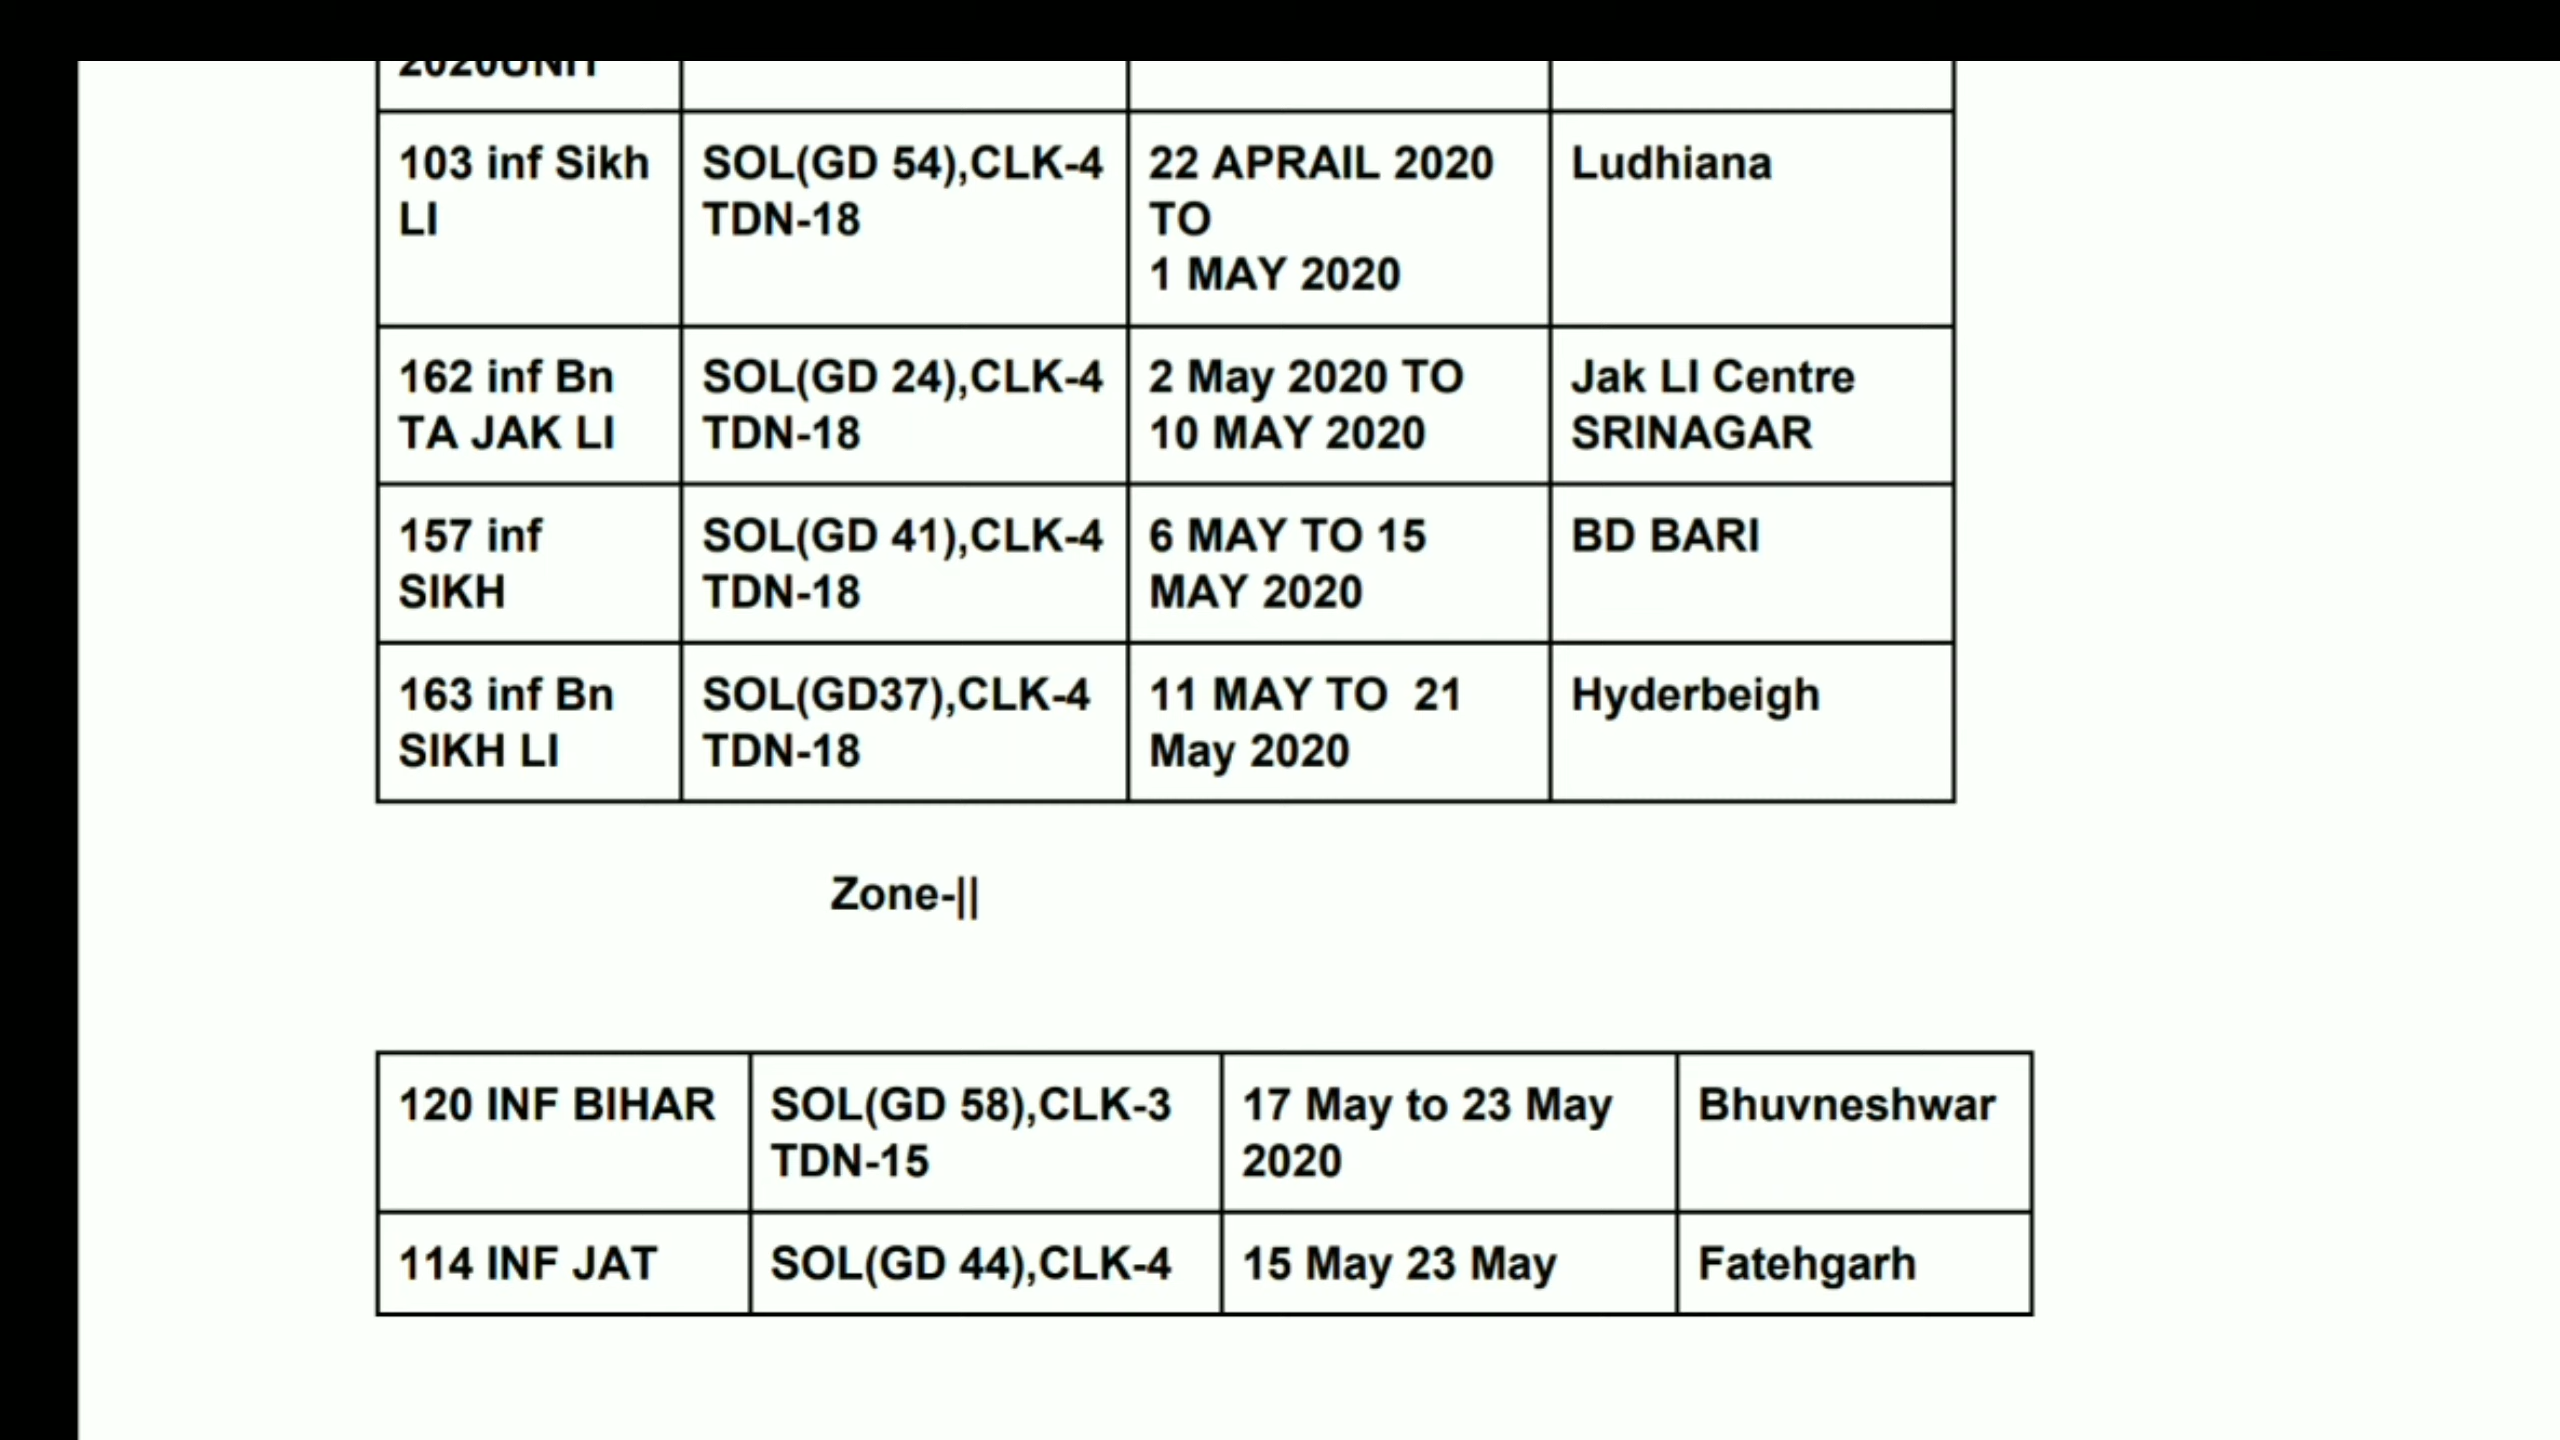 2020UNIT
103 inf Sikh
LI
SOL(GD 54),CLK-4
TDN-18
22 APRAIL 2020
TO
1 MAY 2020
Ludhiana
162 inf Bn
TA JAK LI
SOL(GD 24),CLK-4
TDN-18
2 May 2020 TO
10 MAY 2020
Jak LI Centre
SRINAGAR
157 inf
SIKH
SOL(GD 41),CLK-4
TDN-18
6 MAY TO 15
MAY 2020
BD BARI
163 inf Bn
SIKH LI
SOL(GD37),CLK-4
TDN-18
11 MAY TO  21
May 2020
Hyderbeigh
Zone-||
120 INF BIHAR
SOL(GD 58),CLK-3
TDN-15
17 May to 23 May
2020
Bhuvneshwar
114 INF JAT
SOL(GD 44),CLK-4
15 May 23 May
Fatehgarh